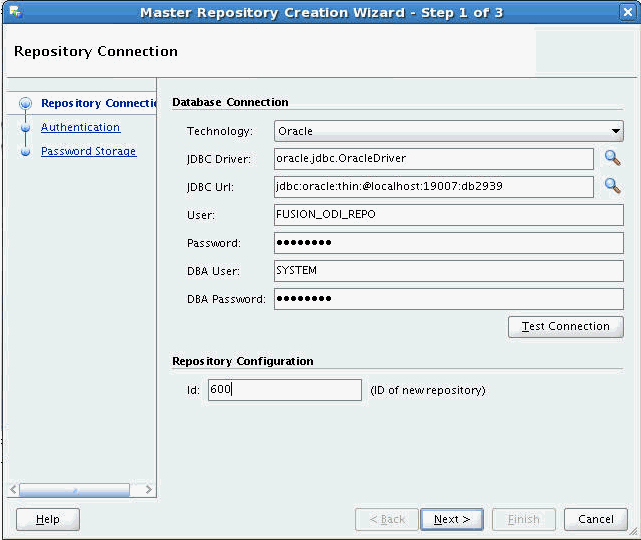 Master Repository Creation Wizard - Step 1 of 3
Repository Connection
Repository Connectio
Authentication
Password Storage
Database Connection
Technology: Oracle
JDBC Driver: oracle.jdbc.OracleDriver
JDBC Url: jdbc:oracle:thin:@localhost:19007:db2939
User: FUSION_ODI_REPO
Password: ●●●●●●●●
DBA User: SYSTEM
DBA Password: ●●●●●●●●
Test Connection
Repository Configuration
Id: 600 (ID of new repository)
Help < Back Next > Finish Cancel